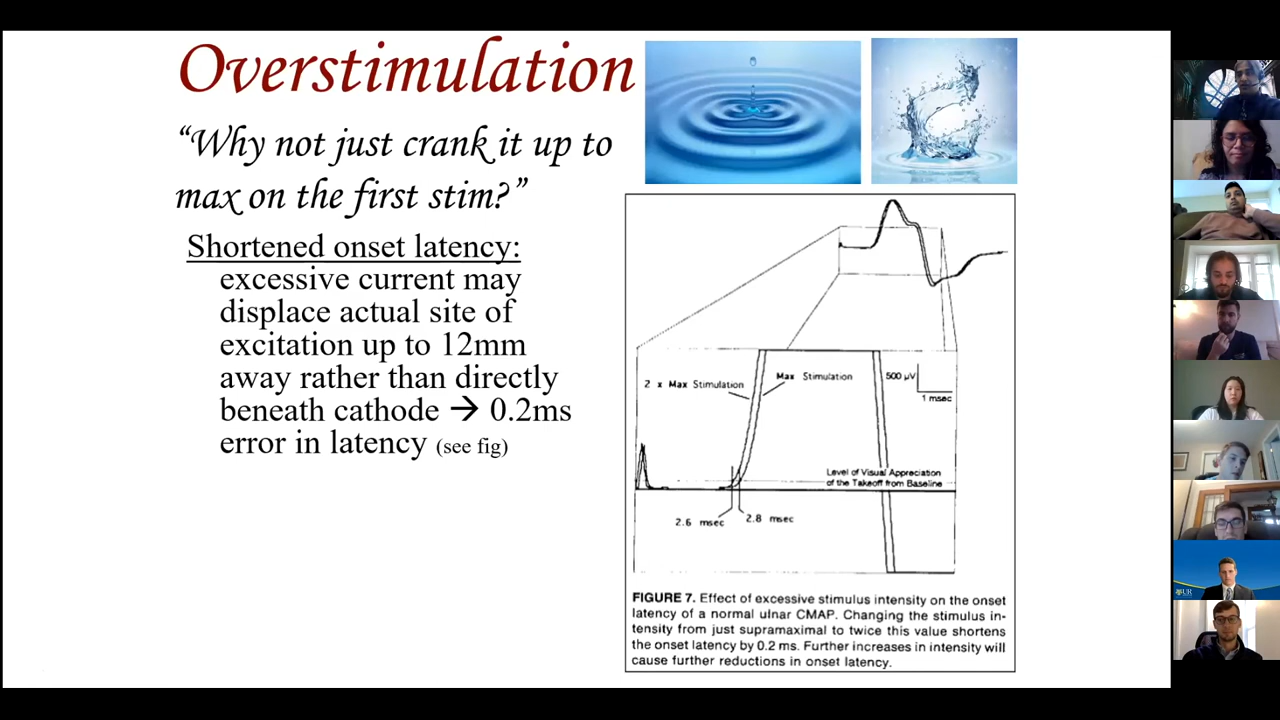 Overstimulation
“Why not just crank it up to
max on the first stim?”
Shortened onset latency:
excessive current may
displace actual site of
excitation up to 12mm
away rather than directly
beneath cathode → 0.2ms
error in latency (see fig)
2 x Max Stimulation
Max Stimulation
500 μV
1 msec
Level of Visual Appreciation
of the Takeoff from Baseline
2.6 msec
2.8 msec
FIGURE 7. Effect of excessive stimulus intensity on the onset
latency of a normal ulnar CMAP. Changing the stimulus in-
tensity from just supramaximal to twice this value shortens
the onset latency by 0.2 ms. Further increases in intensity will
cause further reductions in onset latency.